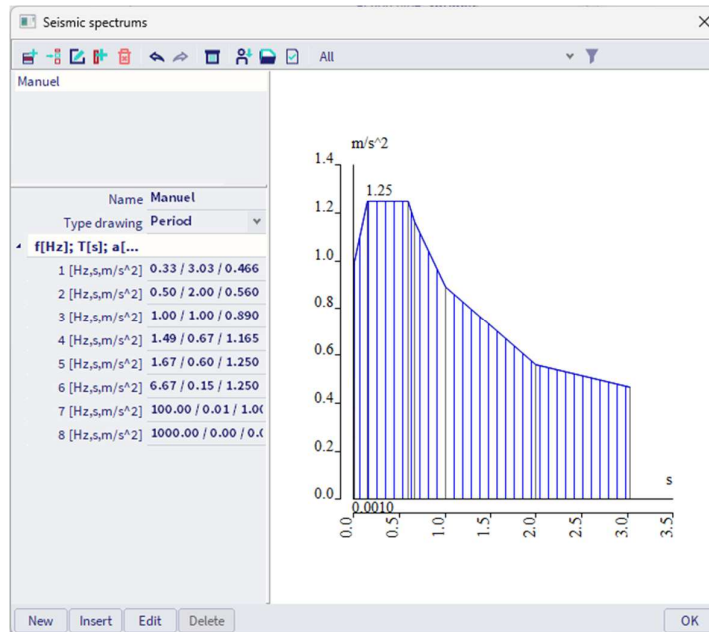 Seismic spectrums
All
Manuel
Name Manuel
Type drawing Period
f[Hz]; T[s]; a[...
1 [Hz,s,m/s^2] 0.33 / 3.03 / 0.466
2 [Hz,s,m/s^2] 0.50 / 2.00 / 0.560
3 [Hz,s,m/s^2] 1.00 / 1.00 / 0.890
4 [Hz,s,m/s^2] 1.49 / 0.67 / 1.165
5 [Hz,s,m/s^2] 1.67 / 0.60 / 1.250
6 [Hz,s,m/s^2] 6.67 / 0.15 / 1.250
7 [Hz,s,m/s^2] 100.00 / 0.01 / 1.0
8 [Hz,s,m/s^2] 1000.00 / 0.00 / 0.
m/s^2
1.4
1.25
1.2
1.0
0.8
0.6
0.4
0.2
s
0.0
0.0010
0.0 0.5 1.0 1.5 2.0 2.5 3.0 3.5
New Insert Edit Delete OK